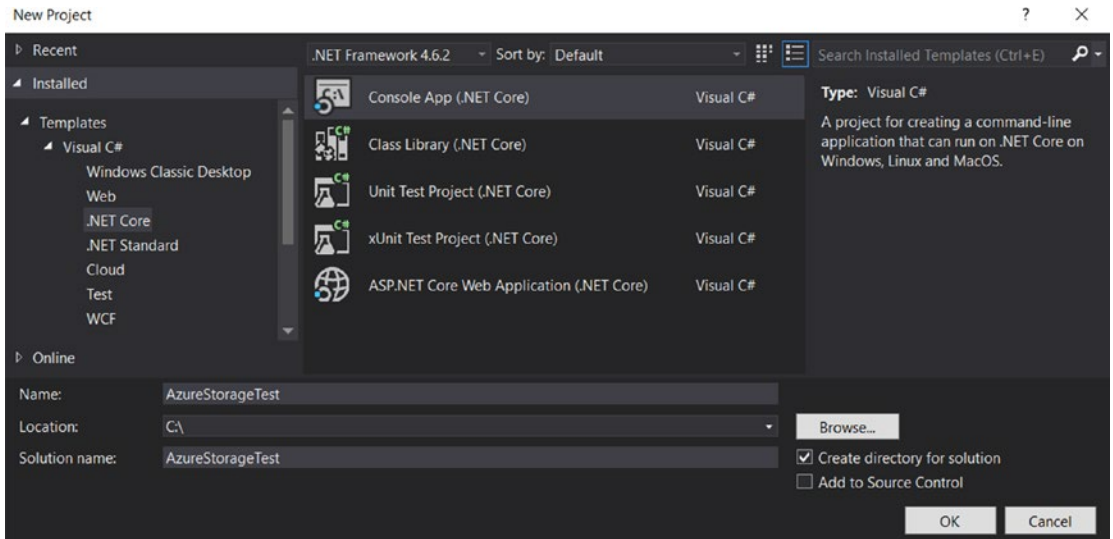 New Project
? ×
Recent
Installed
Templates
Visual C#
Windows Classic Desktop
Web
.NET Core
.NET Standard
Cloud
Test
WCF
Online
.NET Framework 4.6.2 Sort by: Default
Console App (.NET Core) Visual C#
Class Library (.NET Core) Visual C#
Unit Test Project (.NET Core) Visual C#
xUnit Test Project (.NET Core) Visual C#
ASP.NET Core Web Application (.NET Core) Visual C#
Search Installed Templates (Ctrl+E)
Type: Visual C#
A project for creating a command-line
application that can run on .NET Core on
Windows, Linux and MacOS.
Name: AzureStorageTest
Location: C:\ Browse...
Solution name: AzureStorageTest Create directory for solution
Add to Source Control
OK Cancel